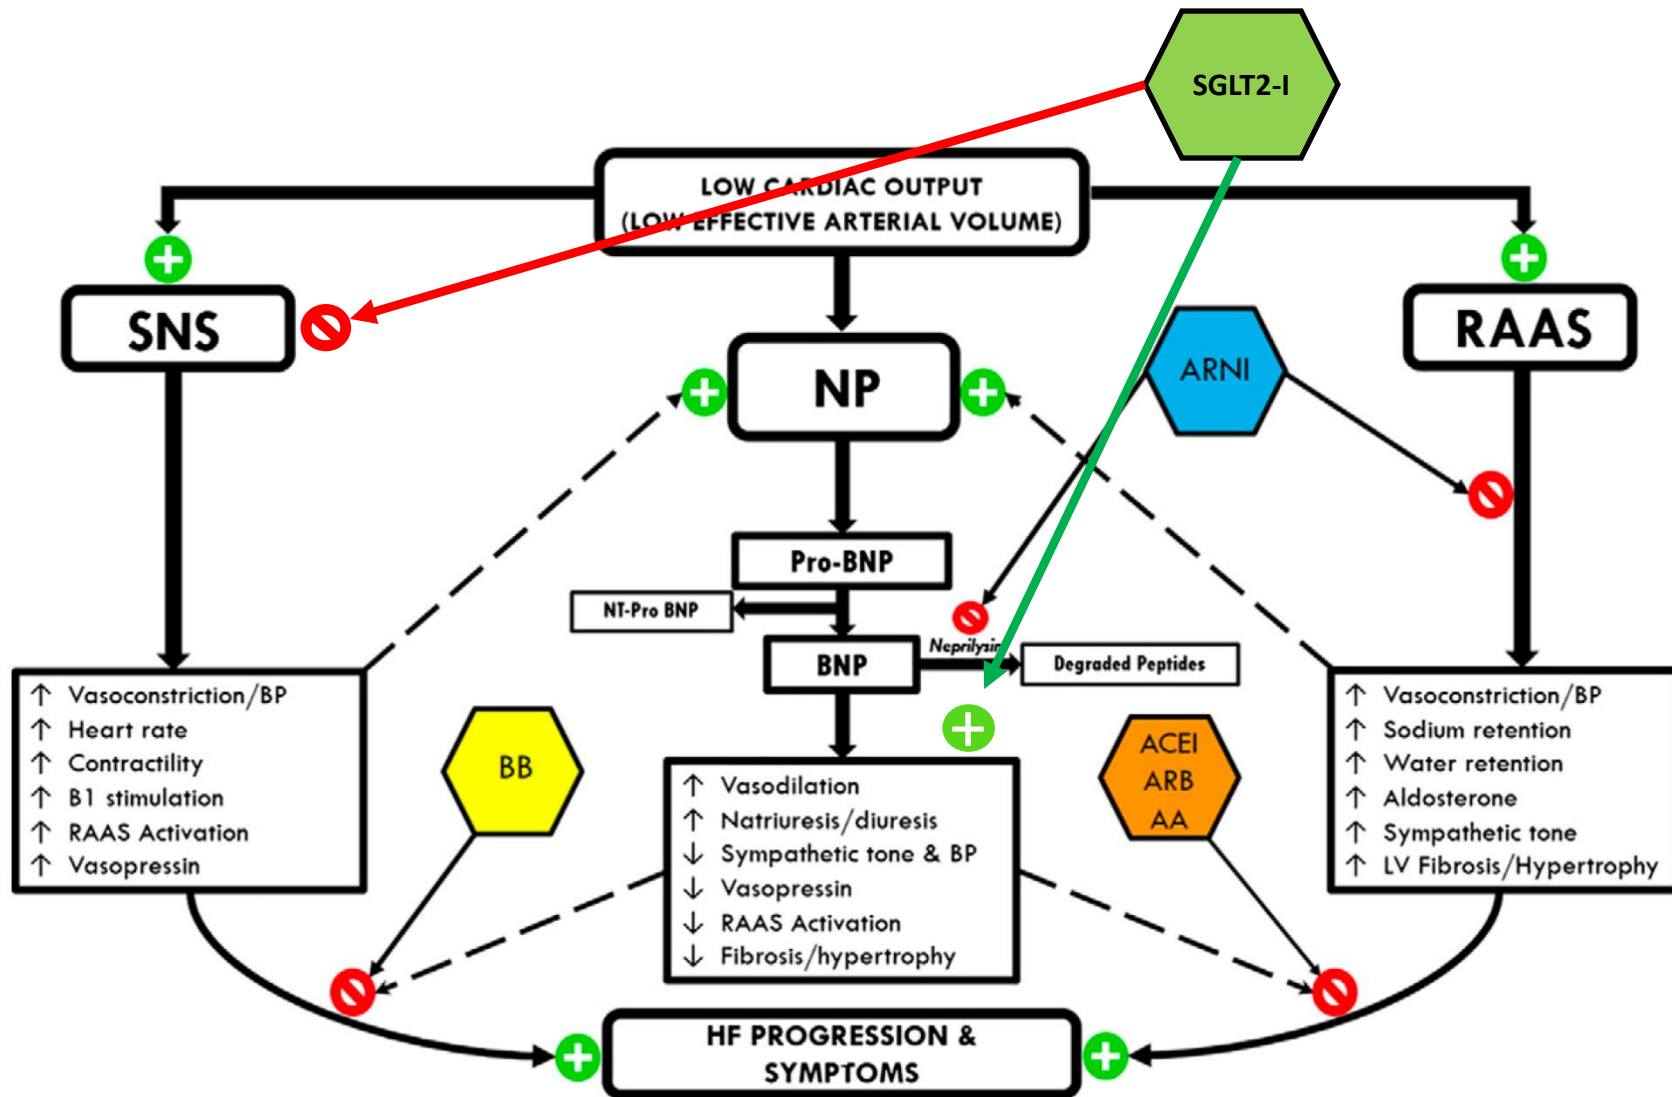 SGLT2-I
LOW CARDIAC OUTPUT
(LOW EFFECTIVE ARTERIAL VOLUME)
SNS
NP
RAAS
ARNI
Pro-BNP
NT-Pro BNP
BNP
Neprilysin
Degraded Peptides
↑ Vasoconstriction/BP
↑ Heart rate
↑ Contractility
↑ B1 stimulation
↑ RAAS Activation
↑ Vasopressin
BB
↑ Vasodilation
↑ Natriuresis/diuresis
↓ Sympathetic tone & BP
↓ Vasopressin
↓ RAAS Activation
↓ Fibrosis/hypertrophy
ACEI
ARB
AA
↑ Vasoconstriction/BP
↑ Sodium retention
↑ Water retention
↑ Aldosterone
↑ Sympathetic tone
↑ LV Fibrosis/Hypertrophy
HF PROGRESSION &
SYMPTOMS